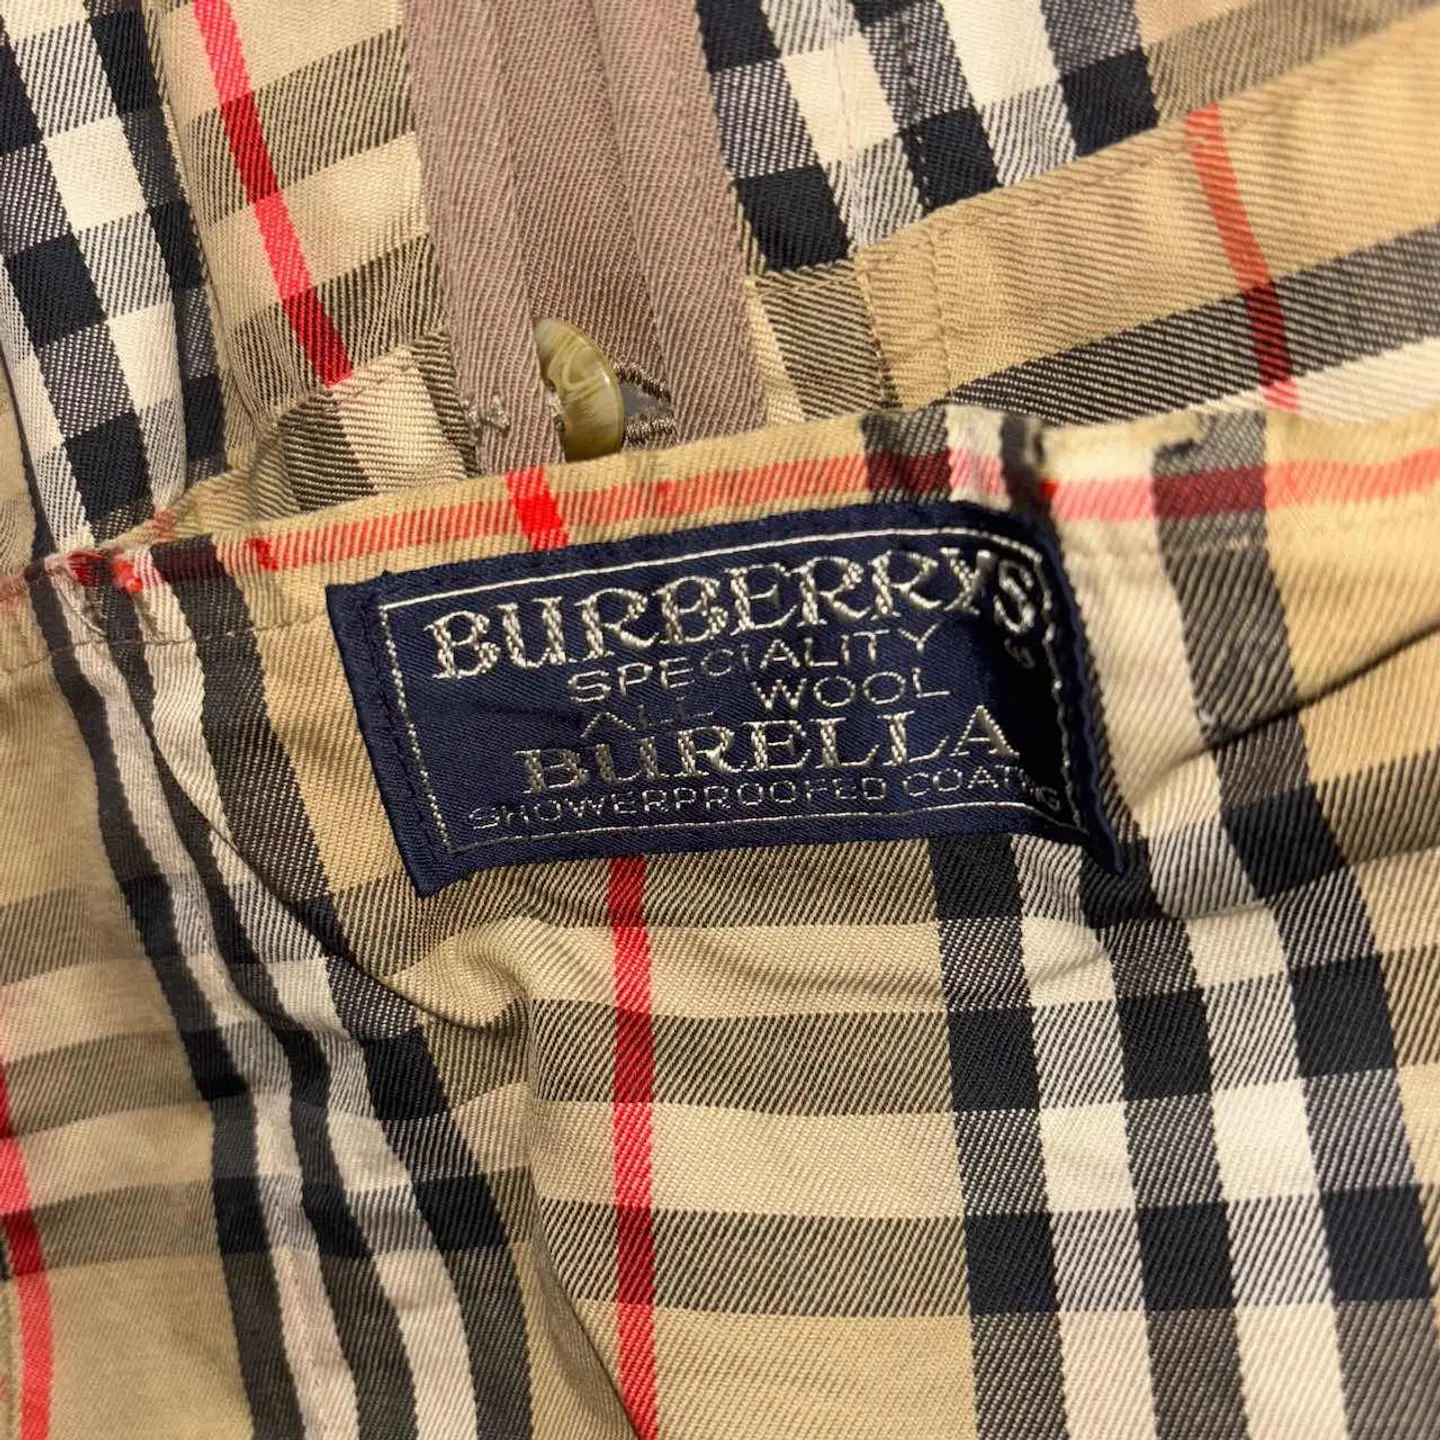 BURBERRYS
SPECIALITY
ALL WOOL
BURELLA
SHOWERPROOFED COATING